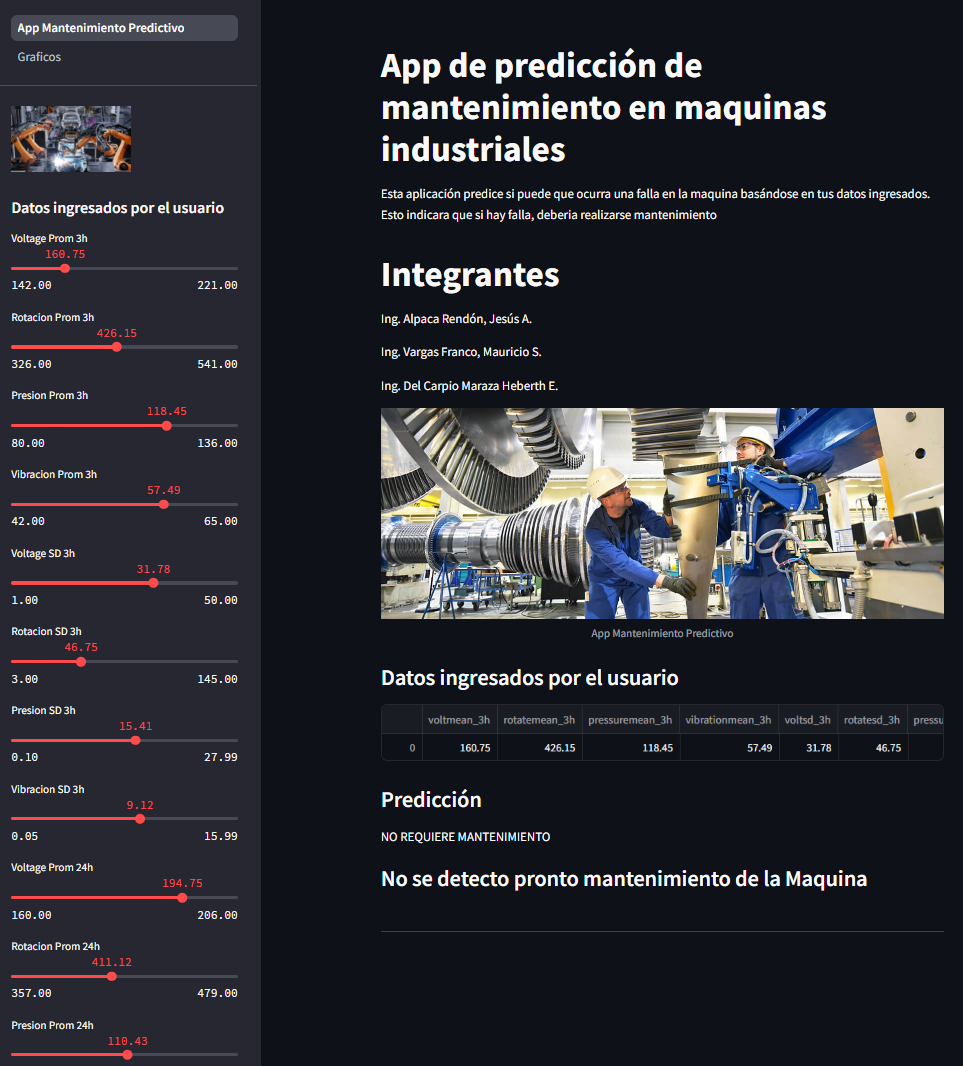 App Mantenimiento Predictivo
Graficos
Datos ingresados por el usuario
Voltage Prom 3h
160.75
142.00 221.00
Rotacion Prom 3h
426.15
326.00 541.00
Presion Prom 3h
118.45
80.00 136.00
Vibracion Prom 3h
57.49
42.00 65.00
Voltage SD 3h
31.78
1.00 50.00
Rotacion SD 3h
46.75
3.00 145.00
Presion SD 3h
15.41
0.10 27.99
Vibracion SD 3h
9.12
0.05 15.99
Voltage Prom 24h
194.75
160.00 206.00
Rotacion Prom 24h
411.12
357.00 479.00
Presion Prom 24h
110.43
App de predicción de
mantenimiento en maquinas
industriales
Esta aplicación predice si puede que ocurra una falla en la maquina basándose en tus datos ingresados.
Esto indicara que si hay falla, deberia realizarse mantenimiento
Integrantes
Ing. Alpaca Rendón, Jesús A.
Ing. Vargas Franco, Mauricio S.
Ing. Del Carpio Maraza Heberth E.
App Mantenimiento Predictivo
Datos ingresados por el usuario
voltmean_3h rotatemean_3h pressuremean_3h vibrationmean_3h voltsd_3h rotatesd_3h pressu
0 160.75 426.15 118.45 57.49 31.78 46.75
Predicción
NO REQUIERE MANTENIMIENTO
No se detecto pronto mantenimiento de la Maquina